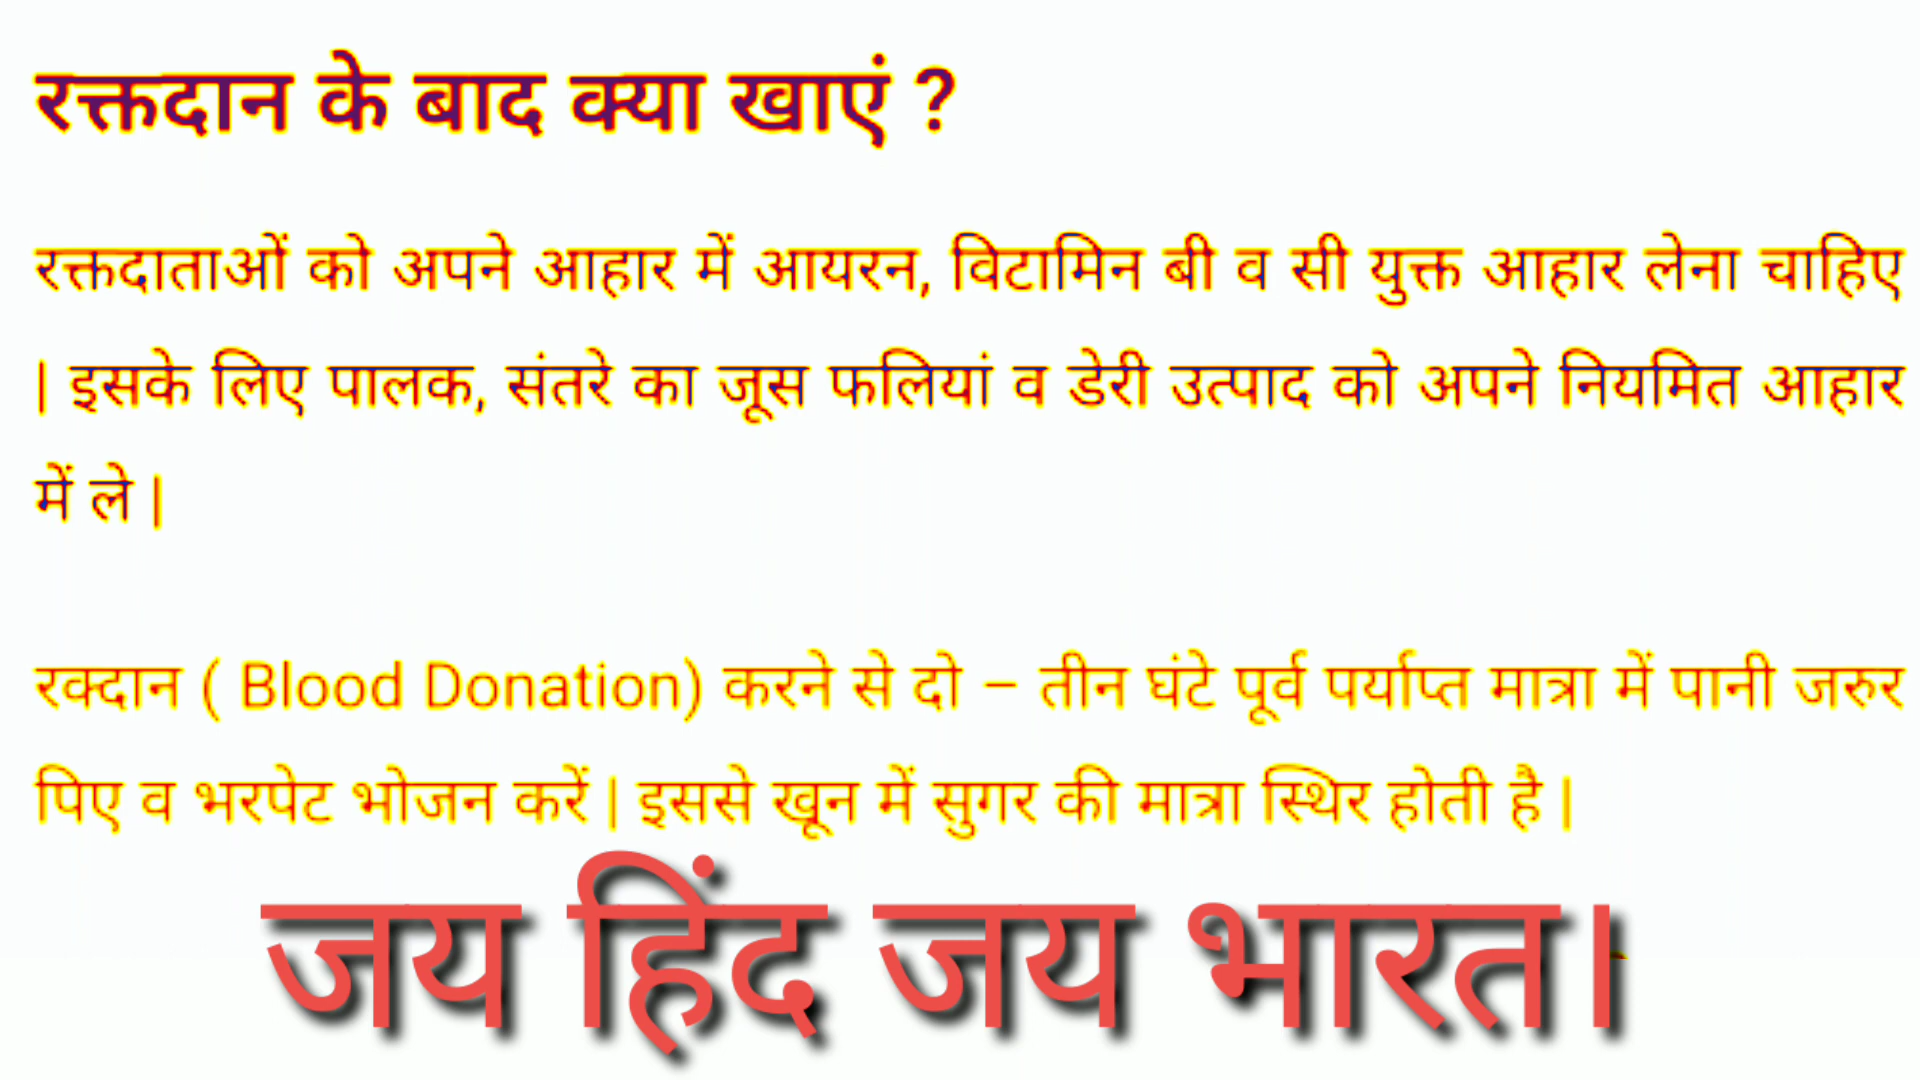 रक्तदान के बाद क्या खाएं ?
रक्तदाताओं को अपने आहार में आयरन, विटामिन बी व सी युक्त आहार लेना चाहिए
| इसके लिए पालक, संतरे का जूस फलियां व डेरी उत्पाद को अपने नियमित आहार
में ले |
रक्दान ( Blood Donation) करने से दो – तीन घंटे पूर्व पर्याप्त मात्रा में पानी जरुर
पिए व भरपेट भोजन करें | इससे खून में सुगर की मात्रा स्थिर होती है |
जय हिंद जय भारत।